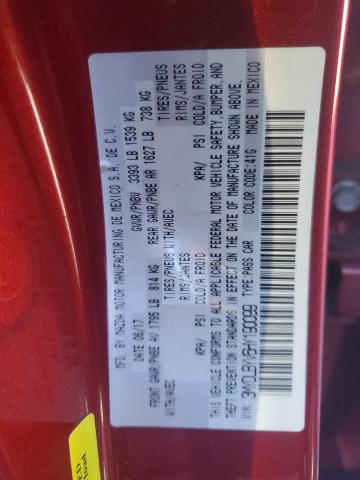 MFD. BY MAZDA MOTOR MANUFACTURING DE MEXICO S.A. DE C.V.
DATE: 06/17 GVWR/PNBV 3393 LB 1539 KG
FRONT GAWR/PNBE AV 1795 LB 814 KG REAR GAWR/PNBE AR 1627 LB 738 KG
WITH/AVEC TIRES/PNEUS WITH/AVEC TIRES/PNEUS
RIMS/JANTES RIMS/JANTES
KPA/ PSI COLD/A FROID KPA/ PSI COLD/A FROID
THIS VEHICLE CONFORMS TO ALL APPLICABLE FEDERAL MOTOR VEHICLE SAFETY, BUMPER, AND
THEFT PREVENTION STANDARDS IN EFFECT ON THE DATE OF MANUFACTURE SHOWN ABOVE.
VIN: 3MYDLBYV6HY190099 TYPE:PASS CAR COLOR CODE:41G MADE IN MEXICO